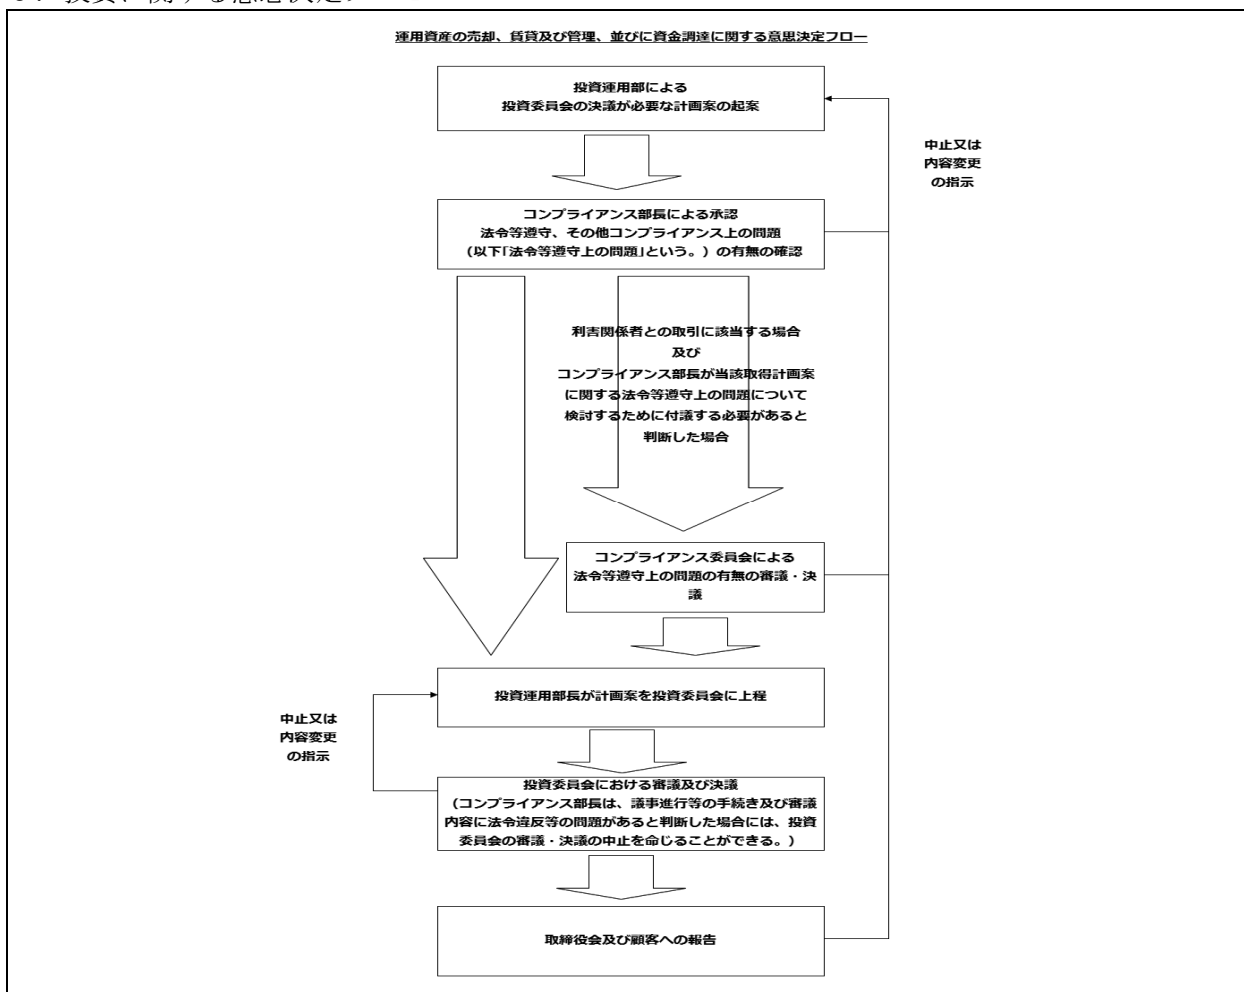 運用資産の売却、賃貸及び管理、並びに資金調達に関する意思決定フロー
投資運用部による
投資委員会の決議が必要な計画案の起案
中止又は
内容変更
の指示
コンプライアンス部長による承認
法令等遵守、その他コンプライアンス上の問題
（以下｢法令等遵守上の問題｣という。）の有無の確認
利害関係者との取引に該当する場合
及び
コンプライアンス部長が当該取得計画案
に関する法令等遵守上の問題について
検討するために付議する必要があると
判断した場合
コンプライアンス委員会による
法令等遵守上の問題の有無の審議・決
議
投資運用部長が計画案を投資委員会に上程
中止又は
内容変更
の指示
投資委員会における審議及び決議
（コンプライアンス部長は、議事進行等の手続き及び審議
内容に法令違反等の問題があると判断した場合には、投資
委員会の審議・決議の中止を命じることができる。）
取締役会及び顧客への報告